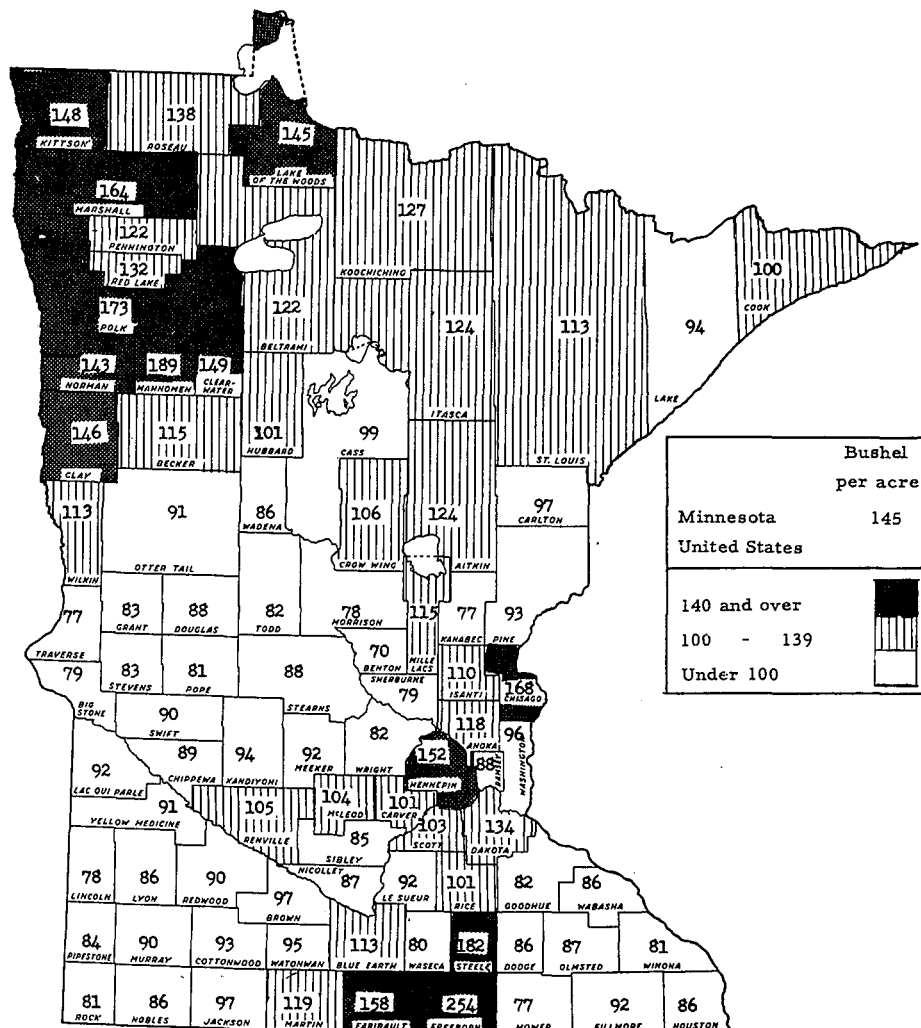 148
KITTSON
138
ROSEAU
145
LAKE
OF THE WOODS
164
MARSHALL
122
PENNINGTON
132
RED LAKE
127
KOOCHICHING
100
COOK
173
POLK
122
BELTRAMI
124
ITASCA
113
ST. LOUIS
94
LAKE
143
NORMAN
189
MAHNOMEN
149
CLEAR-
WATER
146
CLAY
115
BECKER
101
HUBBARD
99
CASS
Bushel
per acre
Minnesota 145
United States
140 and over
100 - 139
Under 100
113
WILKIN
91
OTTER TAIL
86
WADENA
106
CROW WING
124
AITKIN
97
CARLTON
77
TRAVERSE
83
GRANT
88
DOUGLAS
82
TODD
78
MORRISON
115
MILLE
LACS
77
KANABEC
93
PINE
79
BIG
STONE
83
STEVENS
81
POPE
88
STEARNS
70
BENTON
SHERBURNE
79
110
ISANTI
168
CHISAGO
90
SWIFT
118
ANOKA
96
WASHINGTON
92
LAC QUI PARLE
89
CHIPPEWA
94
KANDIYOHI
92
MEEKER
82
WRIGHT
152
HENNEPIN
88
RAMSEY
91
YELLOW MEDICINE
105
RENVILLE
104
McLEOD
101
CARVER
103
SCOTT
134
DAKOTA
85
SIBLEY
78
LINCOLN
86
LYON
90
REDWOOD
97
BROWN
NICOLLET
87
92
LE SUEUR
101
RICE
82
GOODHUE
86
WABASHA
84
PIPESTONE
90
MURRAY
93
COTTONWOOD
95
WATONWAN
113
BLUE EARTH
80
WASECA
182
STEELE
86
DODGE
87
OLMSTED
81
WINONA
81
ROCK
86
NOBLES
97
JACKSON
119
MARTIN
158
FARIBAULT
254
FREEBORN
77
MOWER
92
FILLMORE
86
HOUSTON